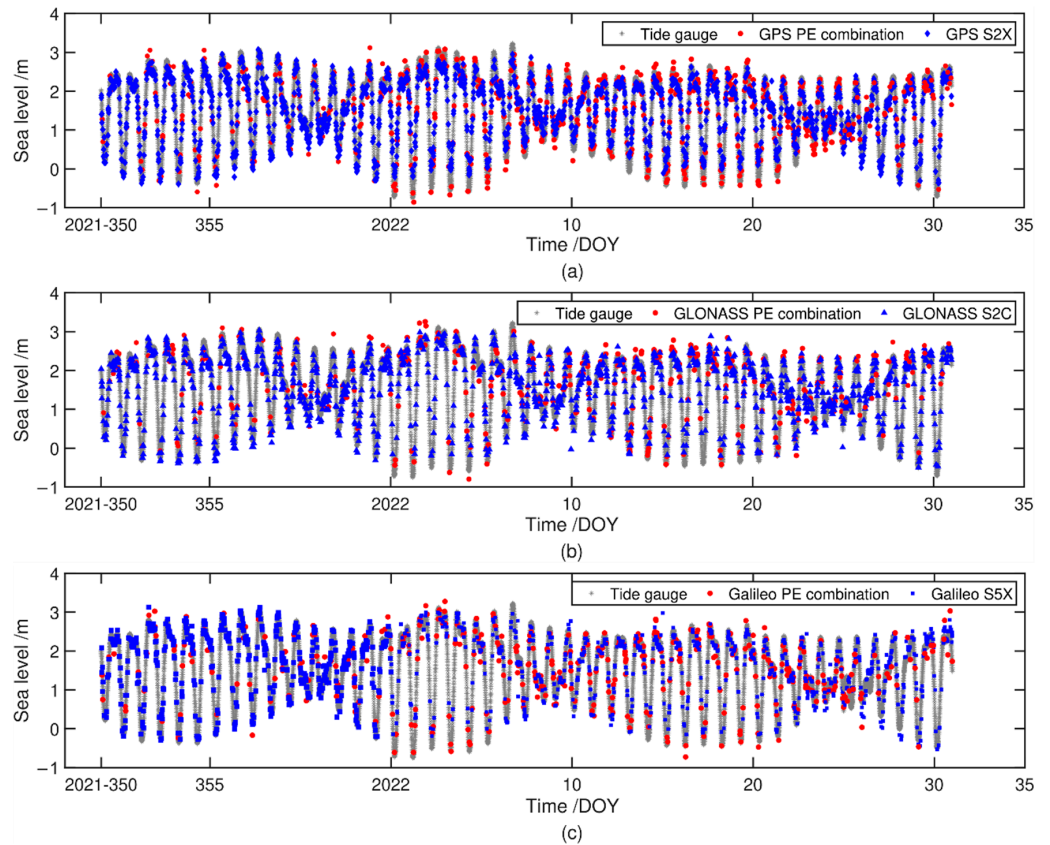 4
3
2
1
0
−1
Sea level /m
Tide gauge GPS PE combination GPS S2X
2021-350 355 2022 10 20 30 35
Time /DOY
(a)
4
3
2
1
0
−1
Sea level /m
Tide gauge GLONASS PE combination GLONASS S2C
2021-350 355 2022 10 20 30 35
Time /DOY
(b)
4
3
2
1
0
−1
Sea level /m
Tide gauge Galileo PE combination Galileo S5X
2021-350 355 2022 10 20 30 35
Time /DOY
(c)